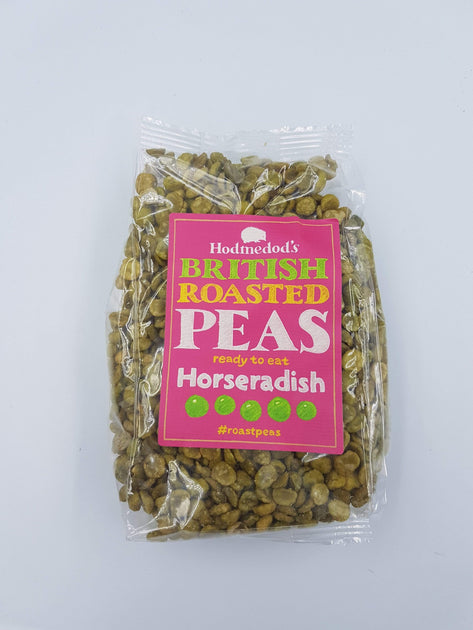 Hodmedod's
BRITISH
ROASTED
PEAS
ready to eat
Horseradish
#roastpeas